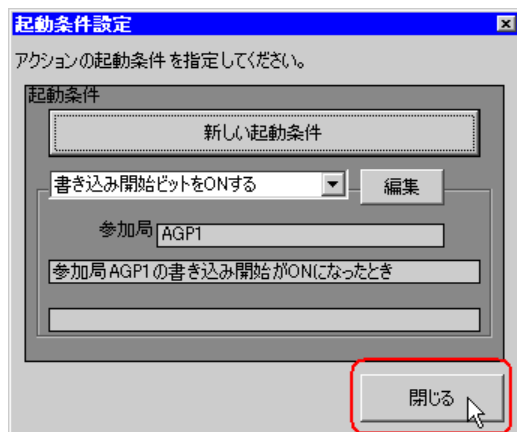 起動条件設定
アクションの起動条件を指定してください。
起動条件
新しい起動条件
書き込み開始ビットをONする
編集
参加局 AGP1
参加局AGP1の書き込み開始がONになったとき
閉じる